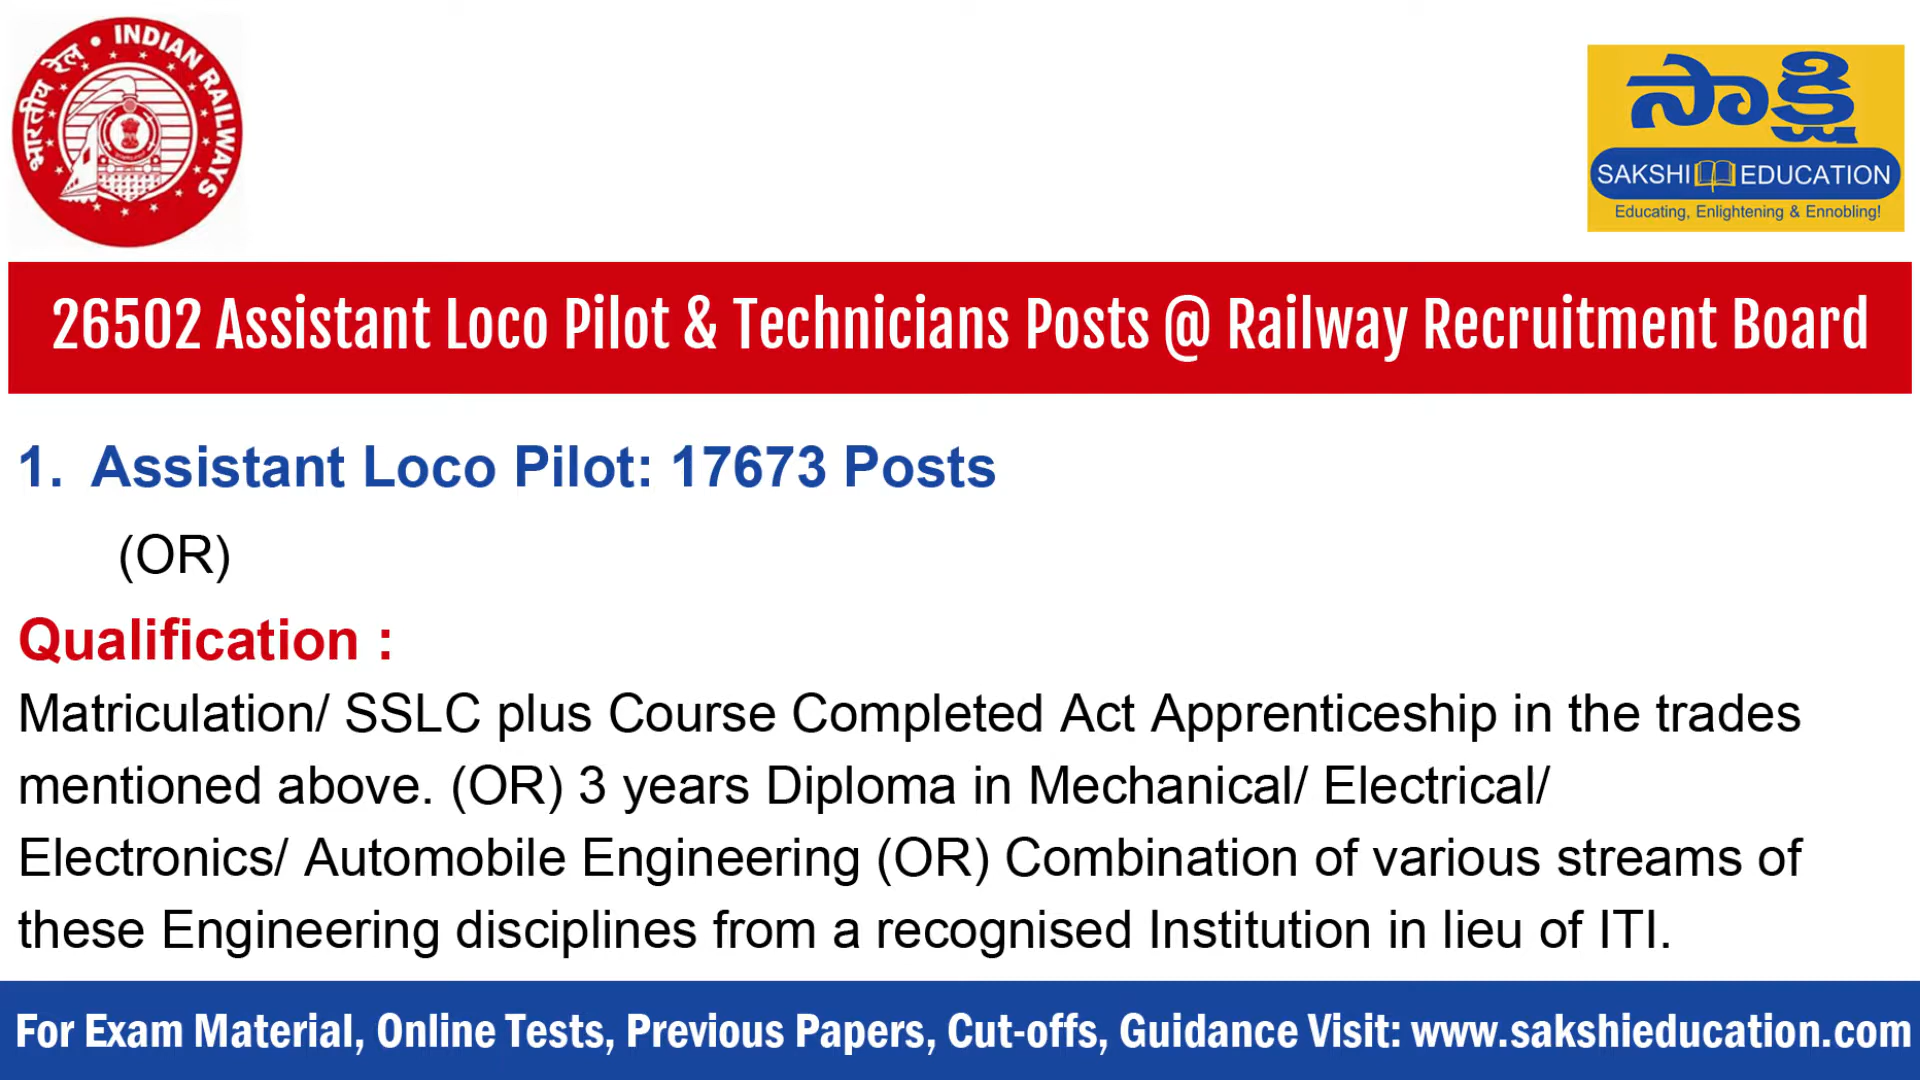 भारतीय रेल • INDIAN RAILWAYS
సాక్షి
SAKSHI EDUCATION
Educating, Enlightening & Ennobling!
26502 Assistant Loco Pilot & Technicians Posts @ Railway Recruitment Board
1. Assistant Loco Pilot: 17673 Posts
(OR)
Qualification :
Matriculation/ SSLC plus Course Completed Act Apprenticeship in the trades
mentioned above. (OR) 3 years Diploma in Mechanical/ Electrical/
Electronics/ Automobile Engineering (OR) Combination of various streams of
these Engineering disciplines from a recognised Institution in lieu of ITI.
For Exam Material, Online Tests, Previous Papers, Cut-offs, Guidance Visit: www.sakshieducation.com